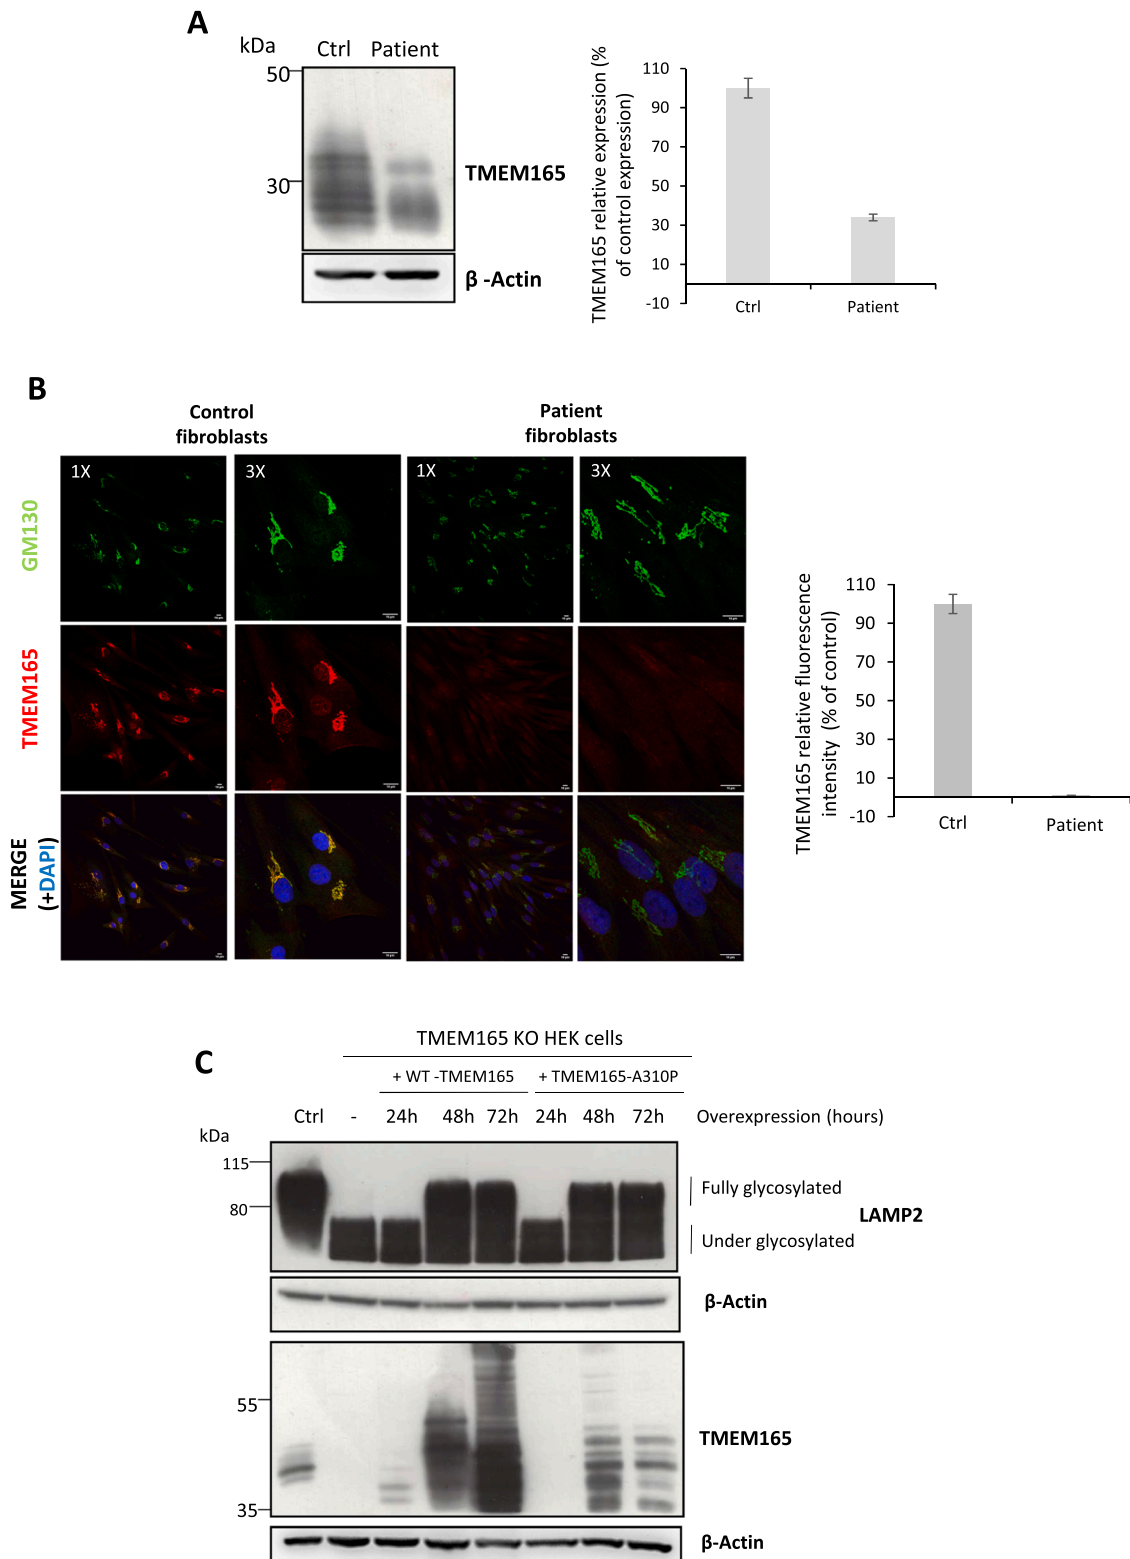 A
kDa
Ctrl Patient
50
30
TMEM165
β -Actin
TMEM165 relative expression (%
of control expression)
110
90
70
50
30
10
-10
Ctrl Patient
B
Control
fibroblasts
Patient
fibroblasts
1X 3X 1X 3X
GM130
TMEM165
MERGE
(+DAPI)
TMEM165 relative fluorescence
intensity (% of control)
110
90
70
50
30
10
-10
Ctrl Patient
C
TMEM165 KO HEK cells
+ WT -TMEM165 + TMEM165-A310P
Ctrl - 24h 48h 72h 24h 48h 72h Overexpression (hours)
kDa
115
80
Fully glycosylated
LAMP2
Under glycosylated
β-Actin
55
TMEM165
35
β-Actin